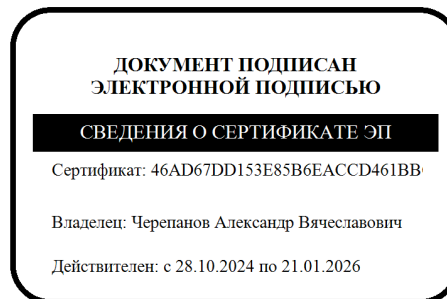 ДОКУМЕНТ ПОДПИСАН
ЭЛЕКТРОННОЙ ПОДПИСЬЮ
СВЕДЕНИЯ О СЕРТИФИКАТЕ ЭП
Сертификат: 46AD67DD153E85B6EACCD461BB
Владелец: Черепанов Александр Вячеславович
Действителен: с 28.10.2024 по 21.01.2026